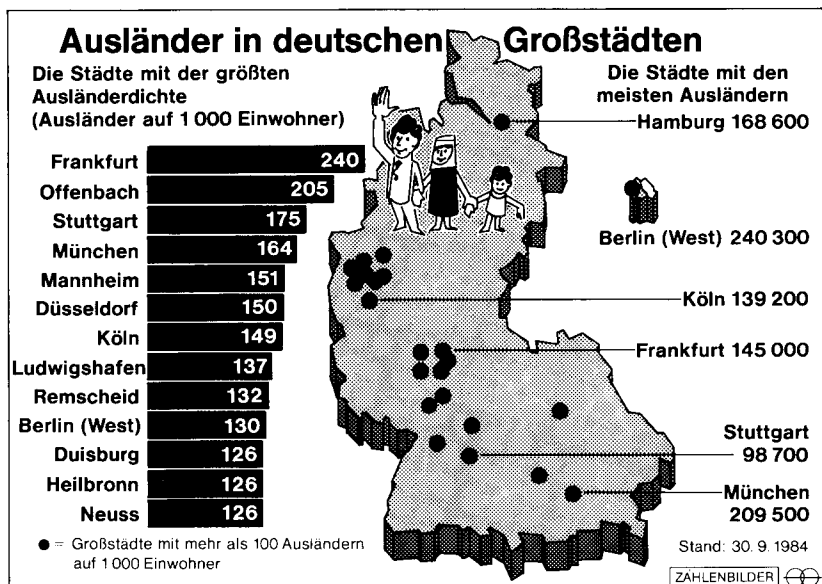 Ausländer in deutschen Großstädten
Die Städte mit der größten
Ausländerdichte
(Ausländer auf 1 000 Einwohner)
Frankfurt 240
Offenbach 205
Stuttgart 175
München 164
Mannheim 151
Düsseldorf 150
Köln 149
Ludwigshafen 137
Remscheid 132
Berlin (West) 130
Duisburg 126
Heilbronn 126
Neuss 126
● = Großstädte mit mehr als 100 Ausländern
auf 1 000 Einwohner
Die Städte mit den
meisten Ausländern
Hamburg 168 600
Berlin (West) 240 300
Köln 139 200
Frankfurt 145 000
Stuttgart
98 700
München
209 500
Stand: 30. 9. 1984
ZAHLENBILDER